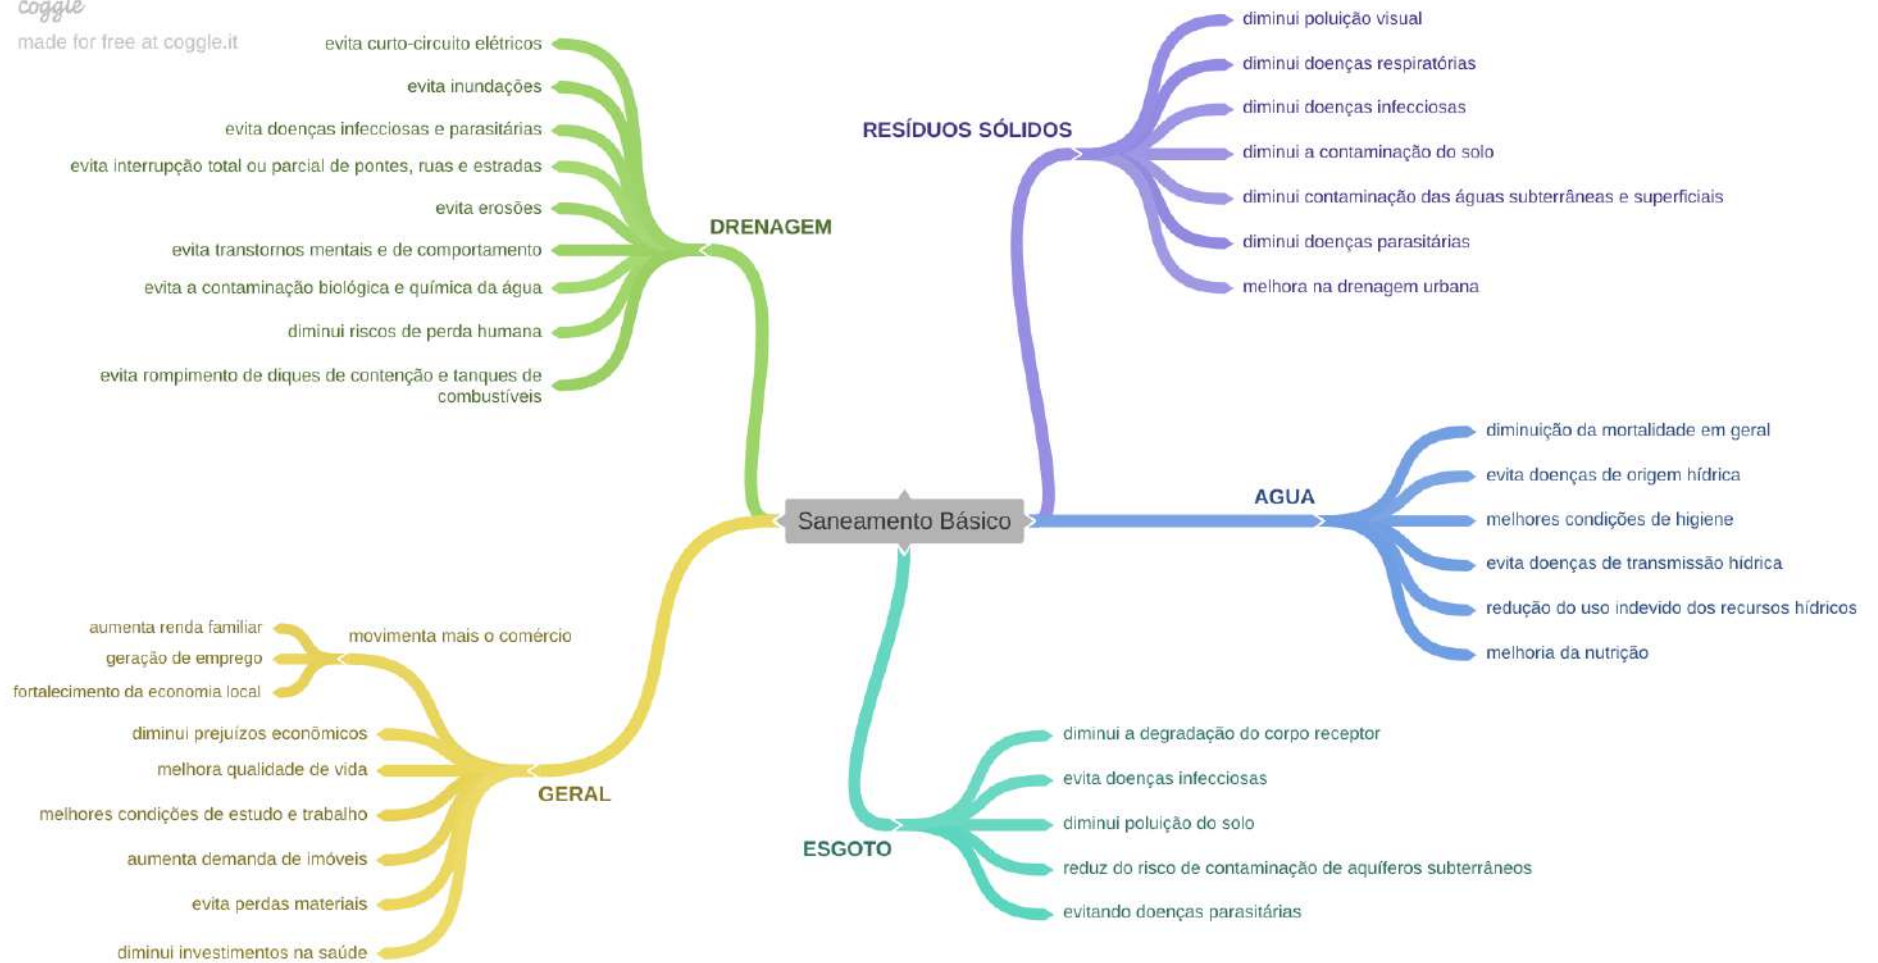 coggle
made for free at coggle.it
evita curto-circuito elétricos
evita inundações
evita doenças infecciosas e parasitárias
evita interrupção total ou parcial de pontes, ruas e estradas
evita erosões
evita transtornos mentais e de comportamento
evita a contaminação biológica e química da água
diminui riscos de perda humana
evita rompimento de diques de contenção e tanques de
combustíveis
DRENAGEM
RESÍDUOS SÓLIDOS
diminui poluição visual
diminui doenças respiratórias
diminui doenças infecciosas
diminui a contaminação do solo
diminui contaminação das águas subterrâneas e superficiais
diminui doenças parasitárias
melhora na drenagem urbana
Saneamento Básico
AGUA
diminuição da mortalidade em geral
evita doenças de origem hídrica
melhores condições de higiene
evita doenças de transmissão hídrica
redução do uso indevido dos recursos hídricos
melhoria da nutrição
aumenta renda familiar
geração de emprego
fortalecimento da economia local
movimenta mais o comércio
diminui prejuízos econômicos
melhora qualidade de vida
melhores condições de estudo e trabalho
aumenta demanda de imóveis
evita perdas materiais
diminui investimentos na saúde
GERAL
ESGOTO
diminui a degradação do corpo receptor
evita doenças infecciosas
diminui poluição do solo
reduz do risco de contaminação de aquíferos subterrâneos
evitando doenças parasitárias